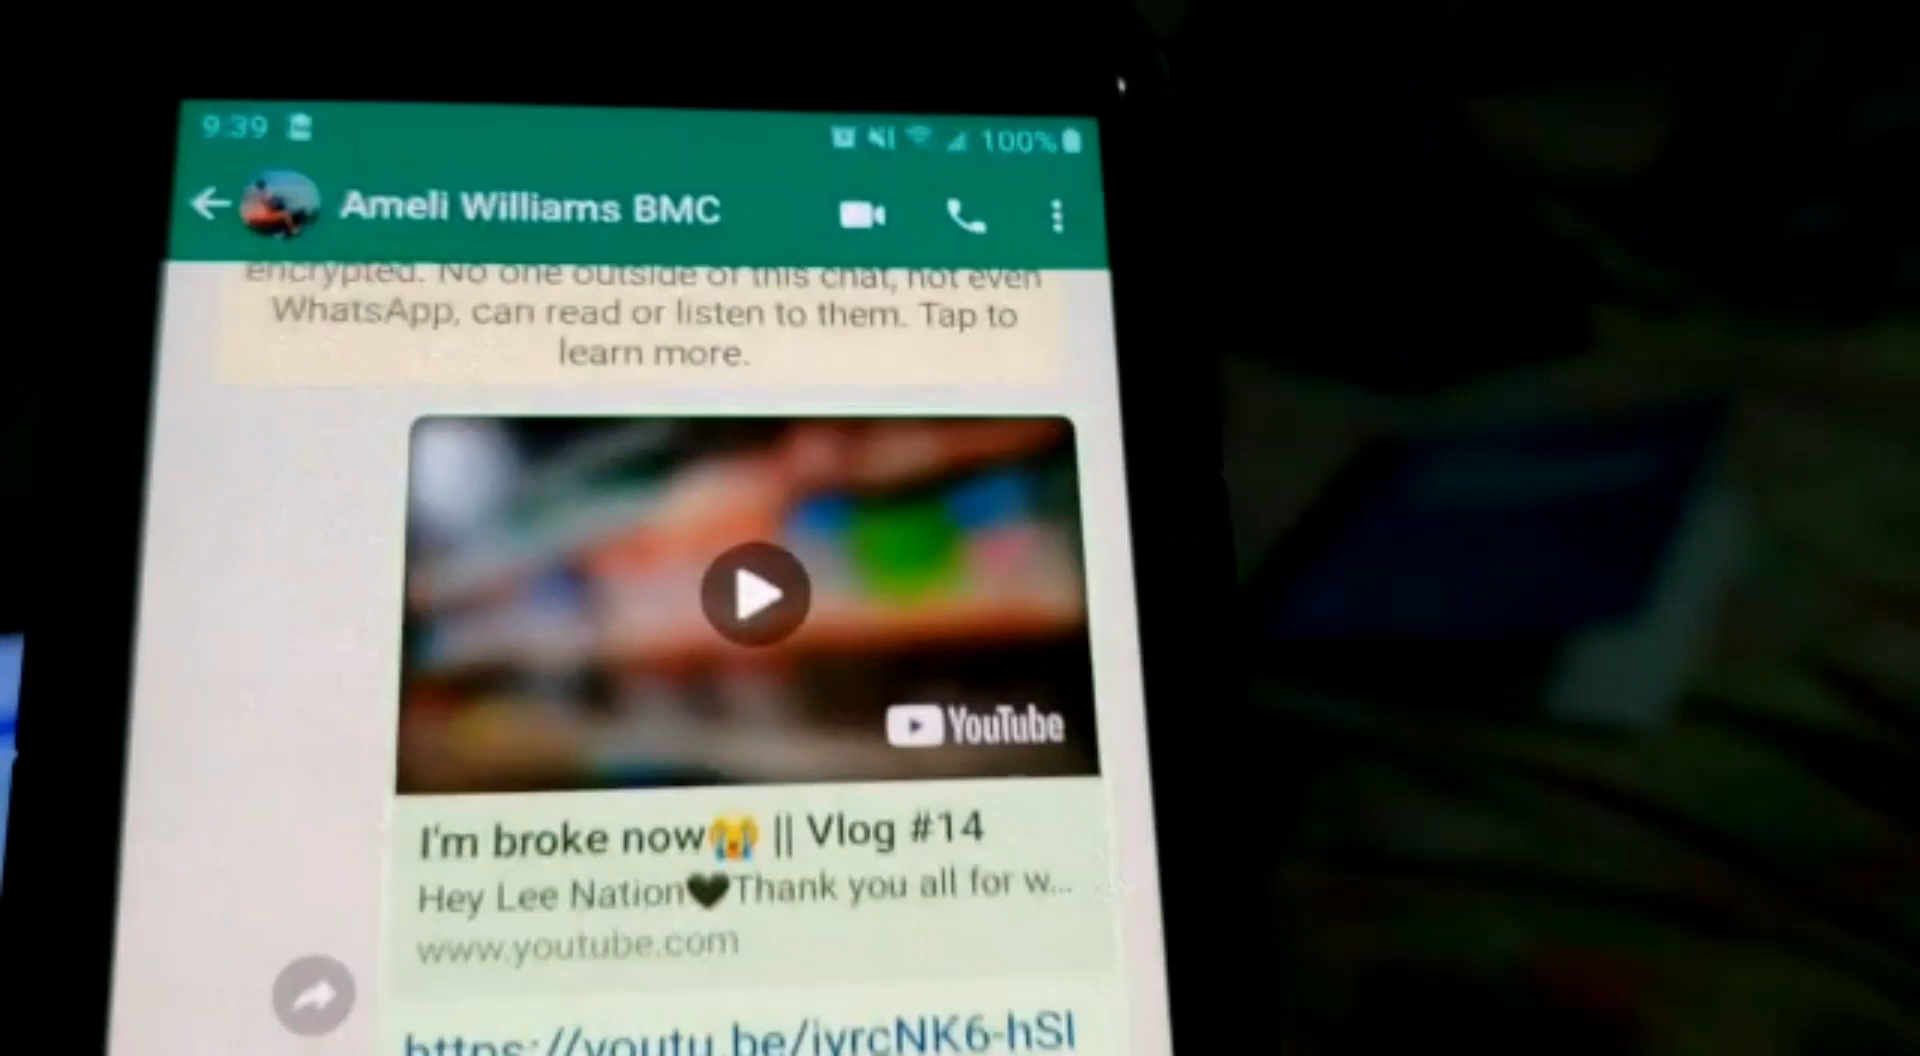 9:39 100%
Ameli Williams BMC
encrypted. No one outside of this chat, not even
WhatsApp, can read or listen to them. Tap to
learn more.
YouTube
I'm broke now😭 || Vlog #14
Hey Lee Nation🖤Thank you all for w...
www.youtube.com
https://youtu.be/iyrcNK6-hSI